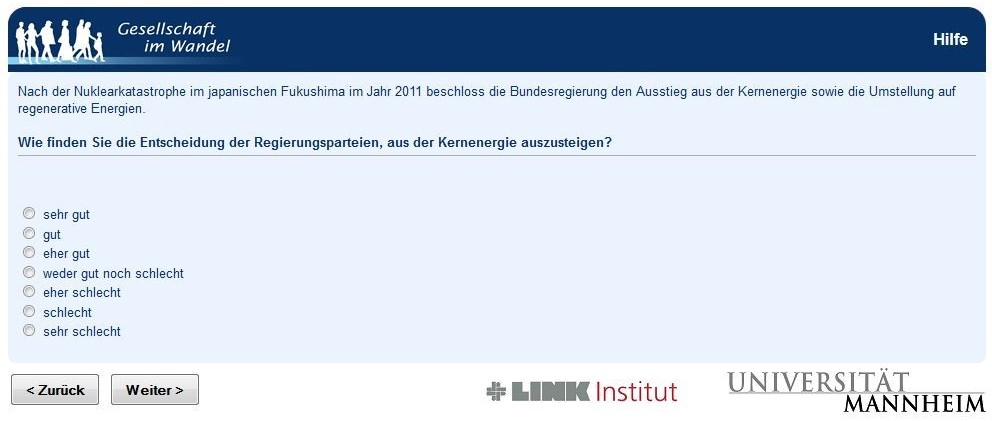 Gesellschaft
im Wandel
Hilfe
Nach der Nuklearkatastrophe im japanischen Fukushima im Jahr 2011 beschloss die Bundesregierung den Ausstieg aus der Kernenergie sowie die Umstellung auf
regenerative Energien.
Wie finden Sie die Entscheidung der Regierungsparteien, aus der Kernenergie auszusteigen?
sehr gut
gut
eher gut
weder gut noch schlecht
eher schlecht
schlecht
sehr schlecht
< Zurück
Weiter >
LINK Institut
UNIVERSITÄT
MANNHEIM